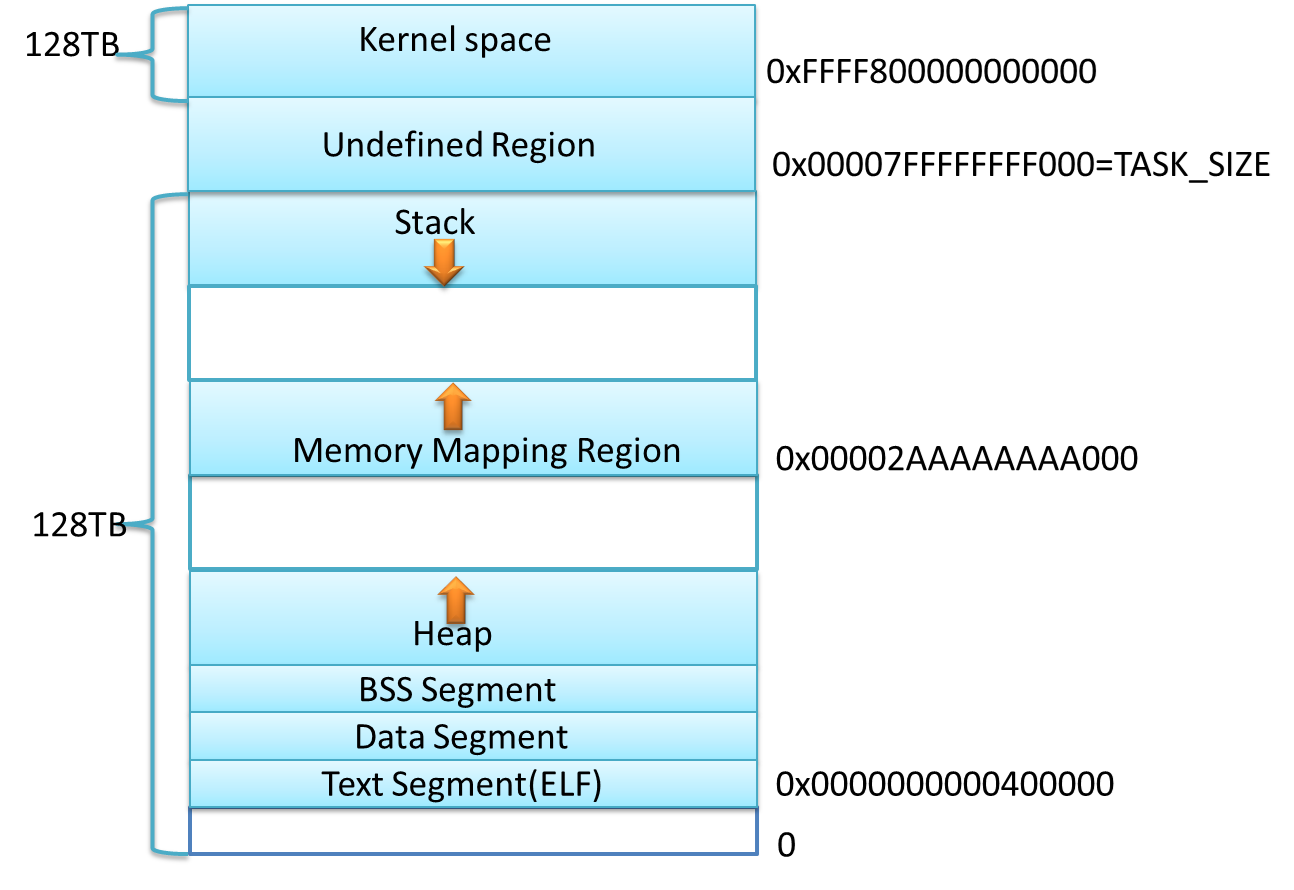 128TB
Kernel space
0xFFFF800000000000
Undefined Region
0x00007FFFFFFFF000=TASK_SIZE
Stack
Memory Mapping Region
0x00002AAAAAAAA000
128TB
Heap
BSS Segment
Data Segment
Text Segment(ELF)
0x0000000000400000
0